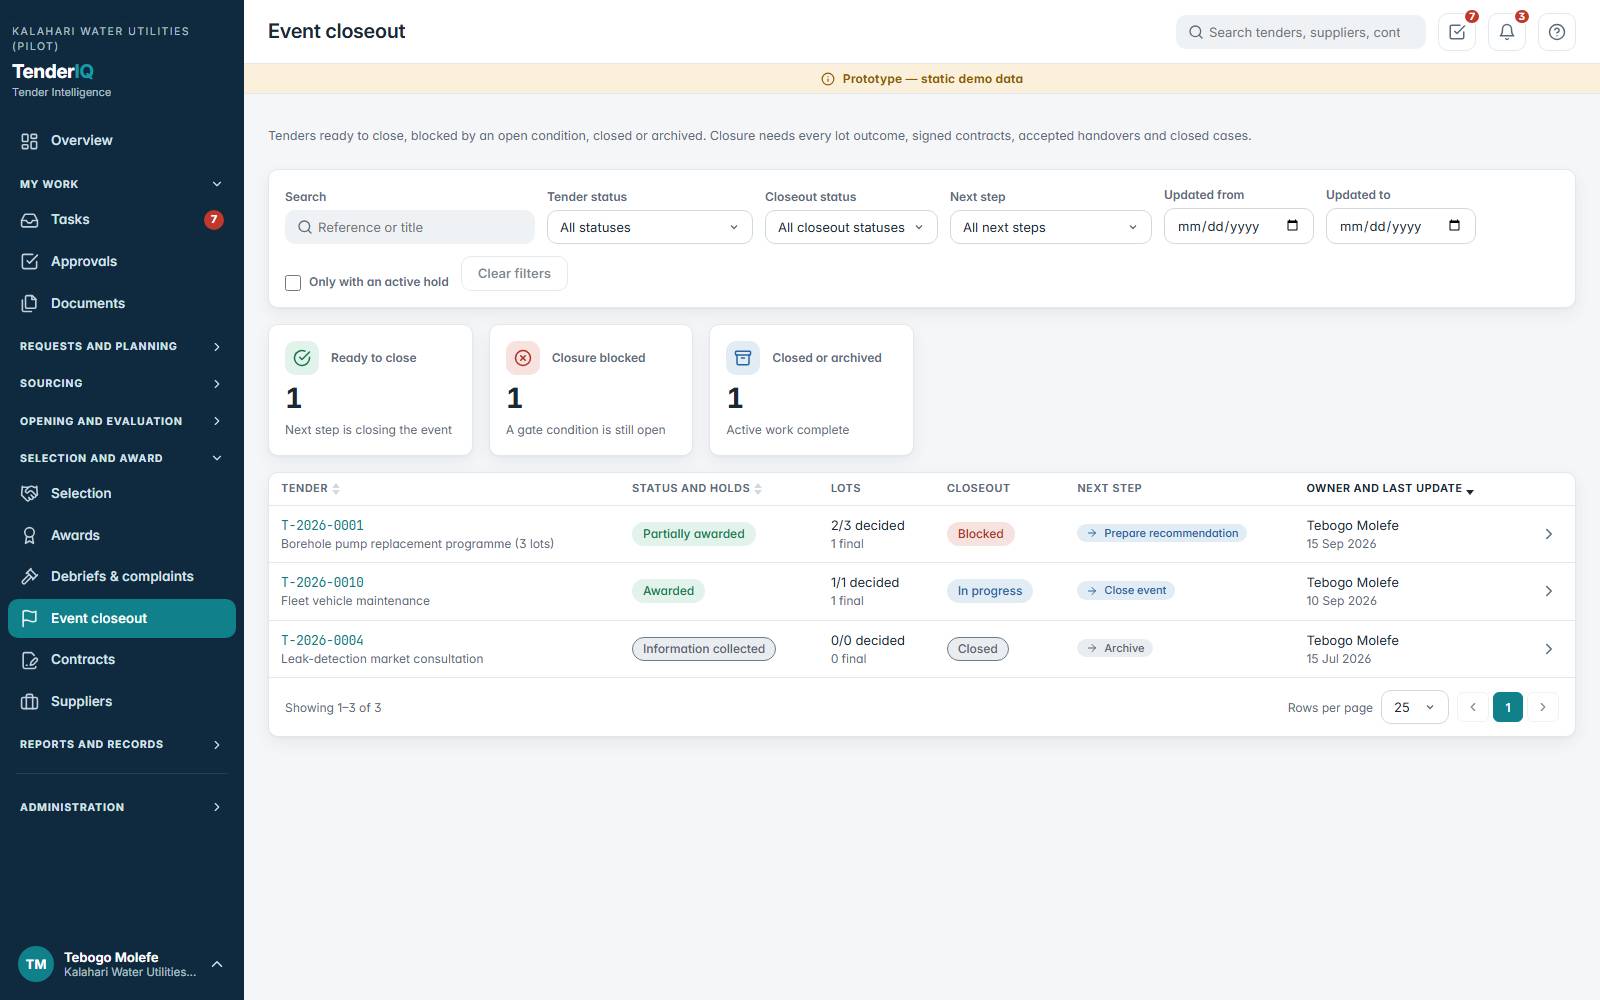 KALAHARI WATER UTILITIES
(PILOT)
TenderIQ
Tender Intelligence
Overview
MY WORK
Tasks
7
Approvals
Documents
REQUESTS AND PLANNING
SOURCING
OPENING AND EVALUATION
SELECTION AND AWARD
Selection
Awards
Debriefs & complaints
Event closeout
Contracts
Suppliers
REPORTS AND RECORDS
ADMINISTRATION
TM
Tebogo Molefe
Kalahari Water Utilities...
Event closeout
Search tenders, suppliers, cont
7
3
Prototype — static demo data
Tenders ready to close, blocked by an open condition, closed or archived. Closure needs every lot outcome, signed contracts, accepted handovers and closed cases.
Search
Reference or title
Tender status
All statuses
Closeout status
All closeout statuses
Next step
All next steps
Updated from
mm/dd/yyyy
Updated to
mm/dd/yyyy
Only with an active hold
Clear filters
Ready to close
1
Next step is closing the event
Closure blocked
1
A gate condition is still open
Closed or archived
1
Active work complete
TENDER STATUS AND HOLDS LOTS CLOSEOUT NEXT STEP OWNER AND LAST UPDATE
T-2026-0001
Borehole pump replacement programme (3 lots)
Partially awarded
2/3 decided
1 final
Blocked
Prepare recommendation
Tebogo Molefe
15 Sep 2026
T-2026-0010
Fleet vehicle maintenance
Awarded
1/1 decided
1 final
In progress
Close event
Tebogo Molefe
10 Sep 2026
T-2026-0004
Leak-detection market consultation
Information collected
0/0 decided
0 final
Closed
Archive
Tebogo Molefe
15 Jul 2026
Showing 1–3 of 3
Rows per page
25
1